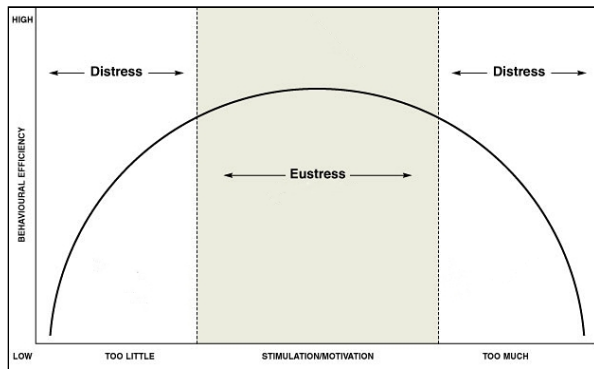 HIGH
Distress
Distress
Eustress
BEHAVIOURAL EFFICIENCY
LOW
TOO LITTLE
STIMULATION/MOTIVATION
TOO MUCH